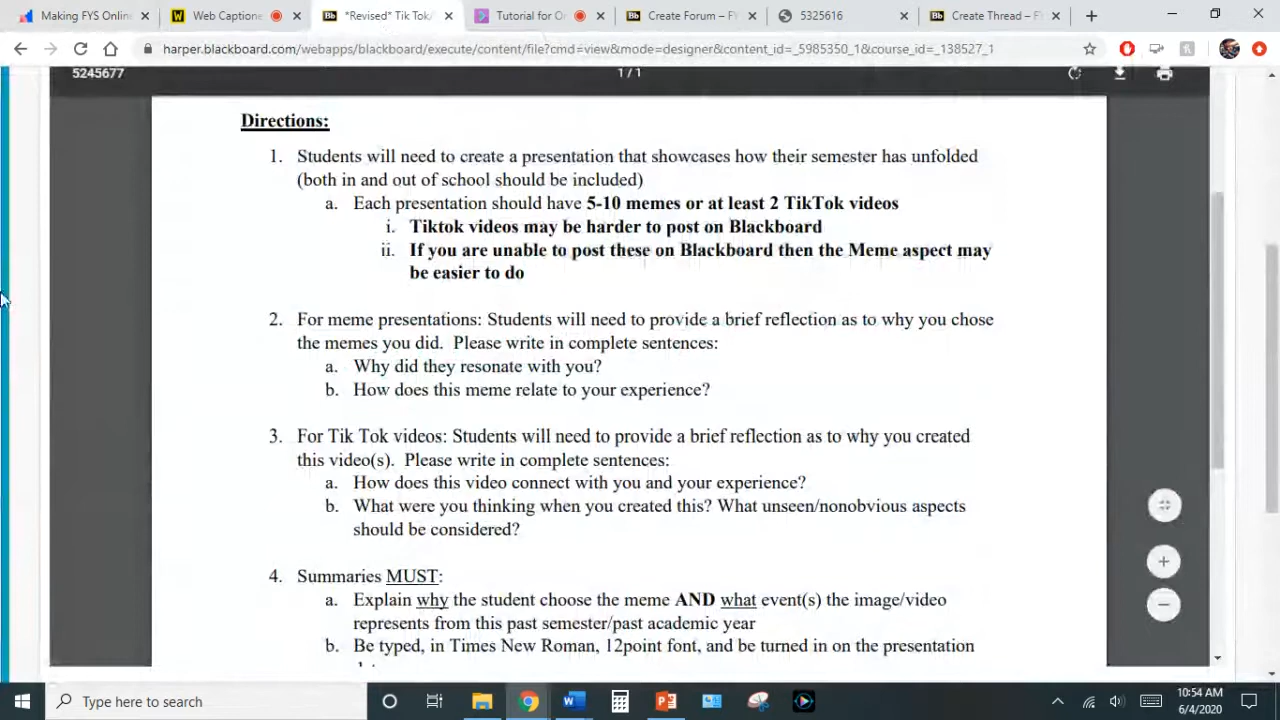 Making FYS Onlin
Web Captione
*Revised* Tik Tok/
Tutorial for O
Create Forum – F
5325616
Create Thread – F
harper.blackboard.com/webapps/blackboard/execute/content/file?cmd=view&mode=designer&content_id=_5985350_1&course_id=_138527_1
5245677
1 / 1
Directions:
1. Students will need to create a presentation that showcases how their semester has unfolded
(both in and out of school should be included)
a. Each presentation should have 5-10 memes or at least 2 TikTok videos
i. Tiktok videos may be harder to post on Blackboard
ii. If you are unable to post these on Blackboard then the Meme aspect may
be easier to do
2. For meme presentations: Students will need to provide a brief reflection as to why you chose
the memes you did. Please write in complete sentences:
a. Why did they resonate with you?
b. How does this meme relate to your experience?
3. For Tik Tok videos: Students will need to provide a brief reflection as to why you created
this video(s). Please write in complete sentences:
a. How does this video connect with you and your experience?
b. What were you thinking when you created this? What unseen/nonobvious aspects
should be considered?
4. Summaries MUST:
a. Explain why the student choose the meme AND what event(s) the image/video
represents from this past semester/past academic year
b. Be typed, in Times New Roman, 12point font, and be turned in on the presentation
Type here to search
10:54 AM
6/4/2020